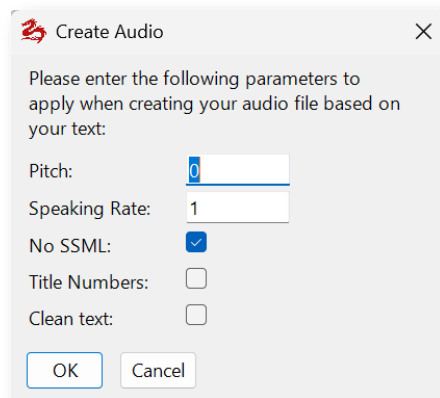 Create Audio
Please enter the following parameters to
apply when creating your audio file based on
your text:
Pitch: 0
Speaking Rate: 1
No SSML:
Title Numbers:
Clean text:
OK Cancel